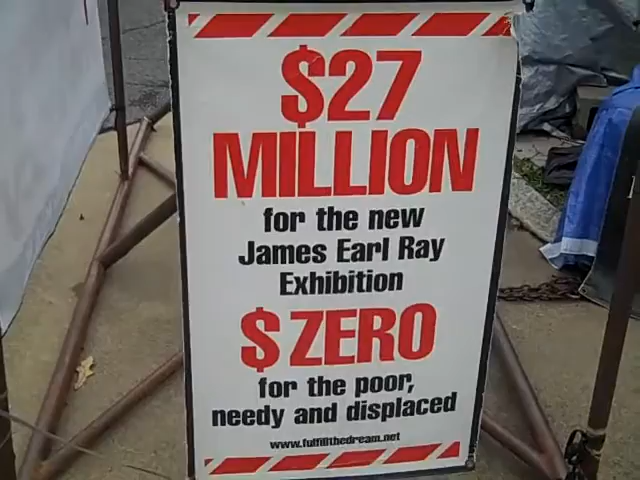 $27
MILLION
for the new
James Earl Ray
Exhibition
$ZERO
for the poor,
needy and displaced
www.fulfillthedream.net